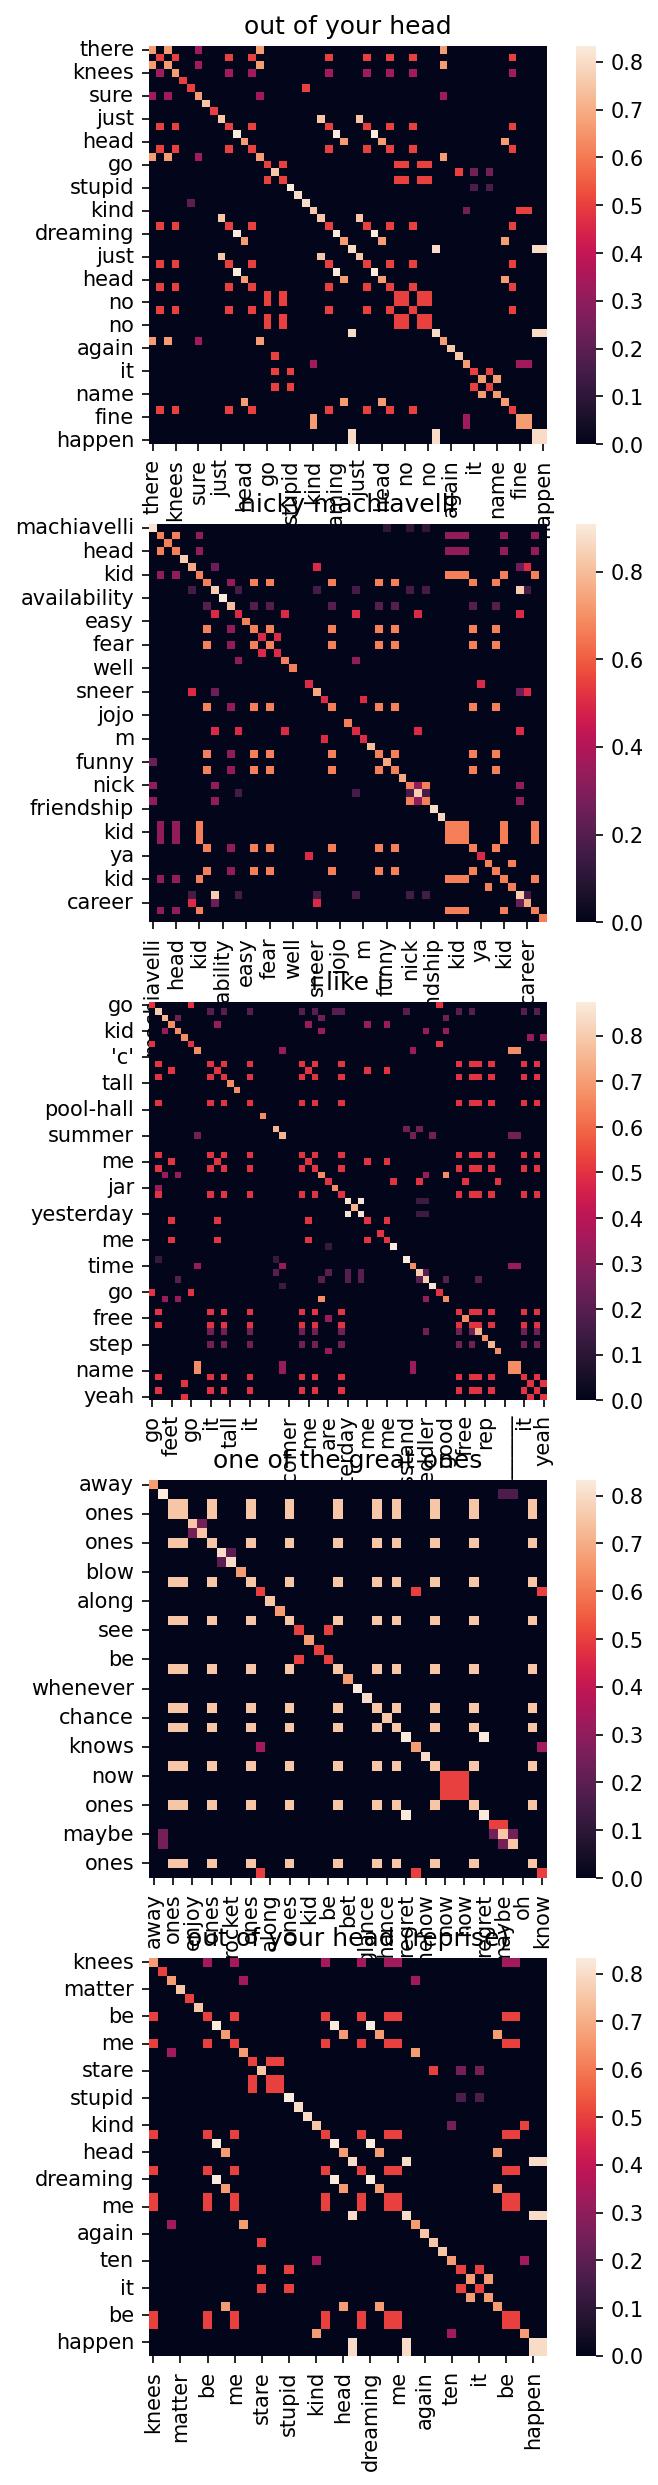 out of your head
there
knees
sure
just
head
go
stupid
kind
dreaming
just
head
no
no
again
it
name
fine
happen
0.8
0.7
0.6
0.5
0.4
0.3
0.2
0.1
0.0
there knees sure just head go stupid kind just head no no again it name fine happen
nicky machiavelli
machiavelli
head
kid
availability
easy
fear
well
sneer
jojo
m
funny
nick
friendship
kid
ya
kid
career
0.8
0.6
0.4
0.2
0.0
head kid ability easy fear well sneer jojo m funny nick ndship kid ya kid career
i like
go
kid
'c'
tall
pool-hall
summer
me
jar
yesterday
me
time
go
free
step
name
yeah
0.8
0.7
0.6
0.5
0.4
0.3
0.2
0.1
0.0
go feet go it tall it me are me me free rep it yeah
one of the great ones
away
ones
ones
blow
along
see
be
whenever
chance
knows
now
ones
maybe
ones
0.8
0.7
0.6
0.5
0.4
0.3
0.2
0.1
0.0
away ones enjoy ones rocket ones along ones kid be bet regret now regret maybe oh know
out of your head (reprise)
knees
matter
be
me
stare
stupid
kind
head
dreaming
me
again
ten
it
be
happen
0.8
0.7
0.6
0.5
0.4
0.3
0.2
0.1
0.0
knees matter be me stare stupid kind head dreaming me again ten it be happen